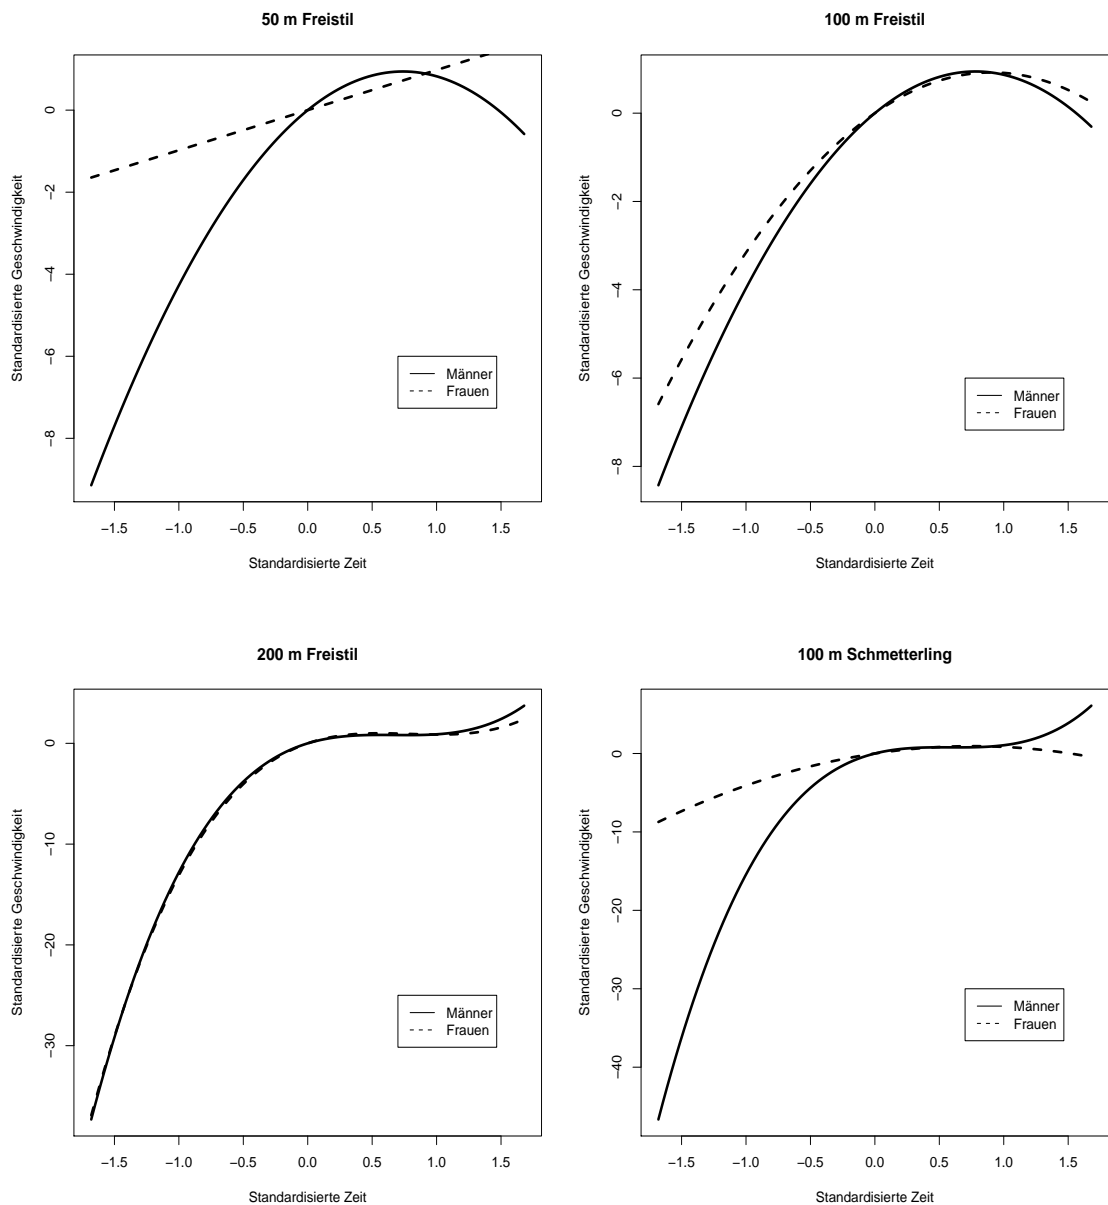 50 m Freistil
Standardisierte Geschwindigkeit
0
−2
−4
−6
−8
Männer
Frauen
−1.5 −1.0 −0.5 0.0 0.5 1.0 1.5
Standardisierte Zeit
100 m Freistil
Standardisierte Geschwindigkeit
0
−2
−4
−6
−8
Männer
Frauen
−1.5 −1.0 −0.5 0.0 0.5 1.0 1.5
Standardisierte Zeit
200 m Freistil
Standardisierte Geschwindigkeit
0
−10
−20
−30
Männer
Frauen
−1.5 −1.0 −0.5 0.0 0.5 1.0 1.5
Standardisierte Zeit
100 m Schmetterling
Standardisierte Geschwindigkeit
0
−10
−20
−30
−40
Männer
Frauen
−1.5 −1.0 −0.5 0.0 0.5 1.0 1.5
Standardisierte Zeit